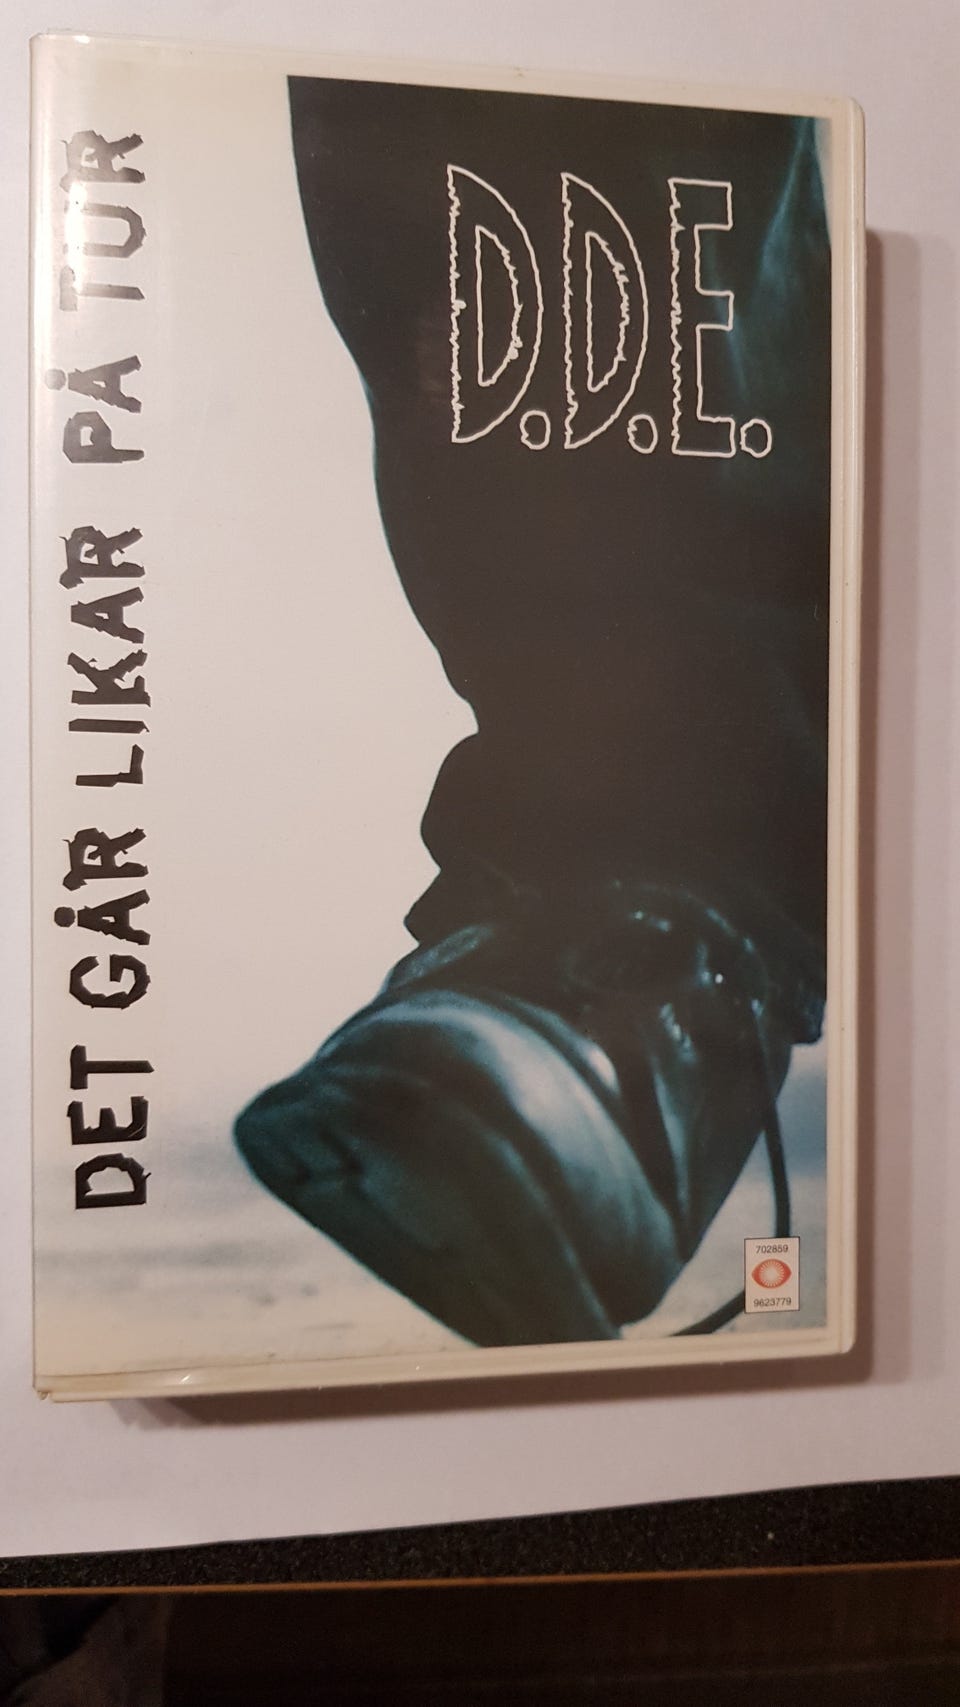 DET GÅR LIKAR PÅ TUR
D.D.E.
702859
9623779